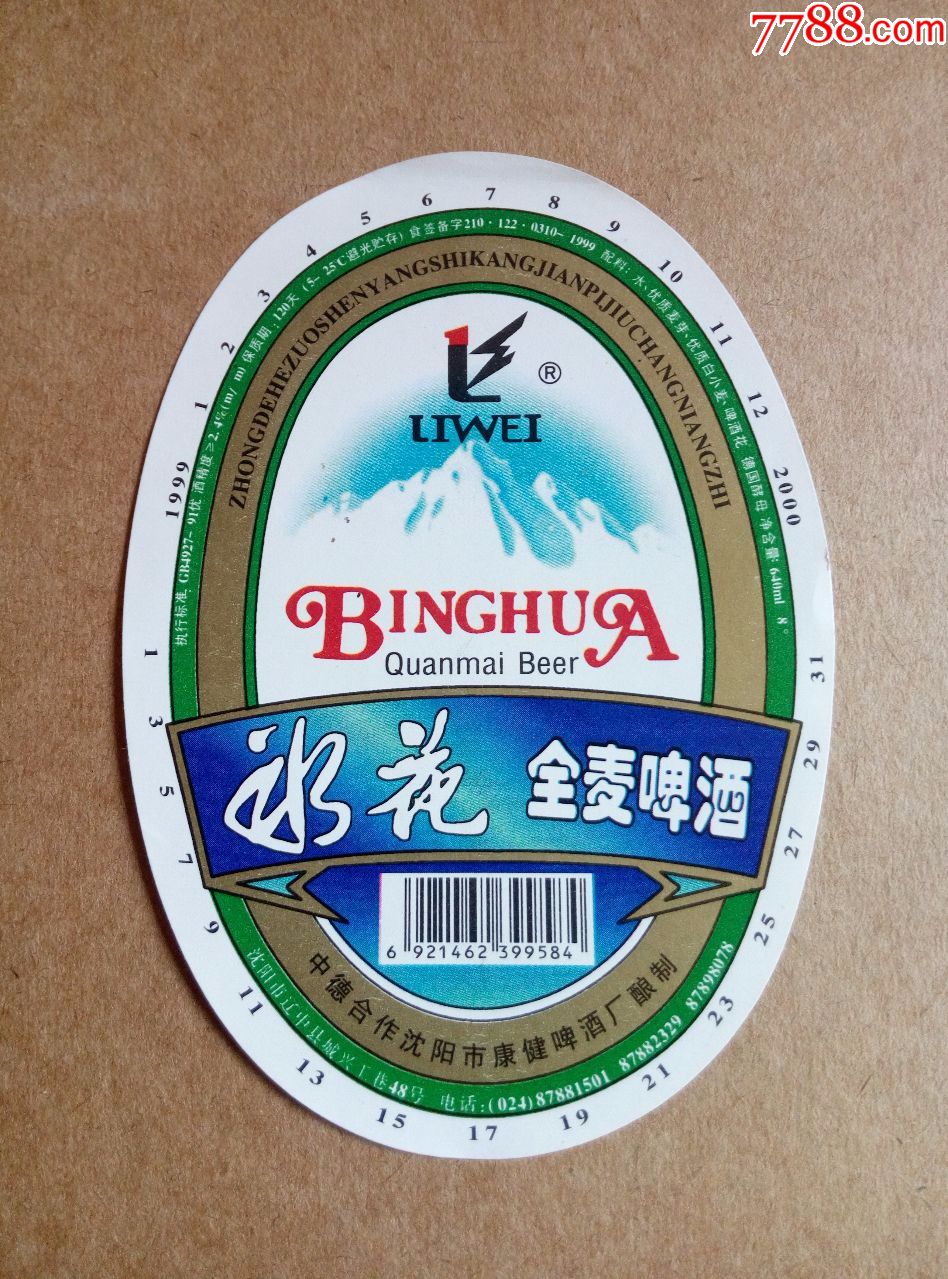 7788.com
1999 1 2 3 4 5 6 7 8 9 10 11 12 2000
执行标准:GB4927-91优 酒精度≥2.4%(m/m) 保质期:120天(5-25℃避光贮存) 食签备字210·122·0310-1999 配料:水、优质麦芽、优质白小麦、啤酒花 德国酵母 净含量:640ml 8°
ZHONGDEHEZUOSHENYANGSHIKANGJIANPIJIUCHANGNIANGZHI
®
LIWEI
BINGHUA
Quanmai Beer
冰花 全麦啤酒
6 921462 399584
中德合作沈阳市康健啤酒厂酿制
沈阳市辽中县城兴工巷48号 电话:(024)87881501 87882329 87898078
1 3 5 7 9 11 13 15 17 19 21 23 25 27 29 31